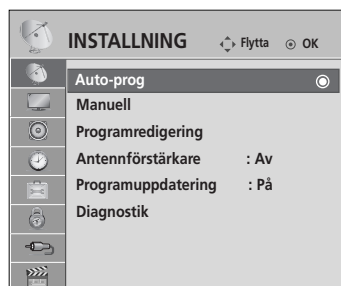 INSTALLNING Flytta OK
Auto-prog
Manuell
Programredigering
Antennförstärkare : Av
Programuppdatering : På
Diagnostik